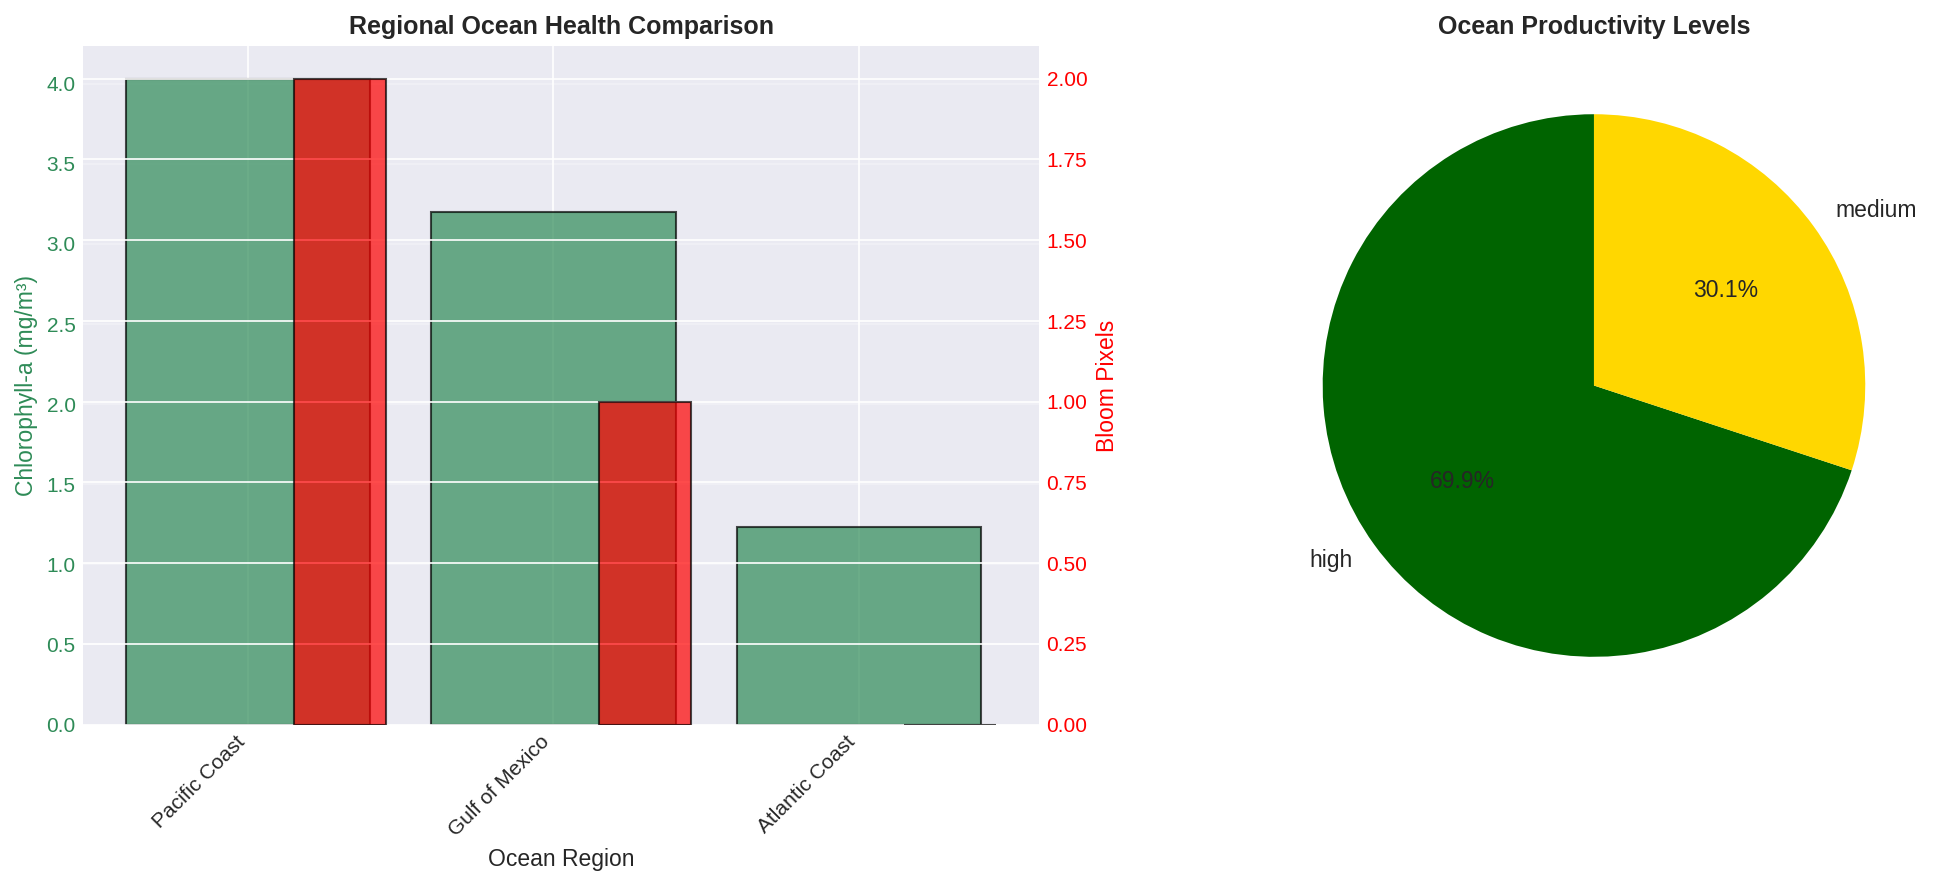 Regional Ocean Health Comparison
Chlorophyll-a (mg/m³)
4.0
3.5
3.0
2.5
2.0
1.5
1.0
0.5
0.0
2.00
1.75
1.50
1.25
1.00
0.75
0.50
0.25
0.00
Bloom Pixels
Pacific Coast
Gulf of Mexico
Atlantic Coast
Ocean Region
Ocean Productivity Levels
medium
30.1%
69.9%
high